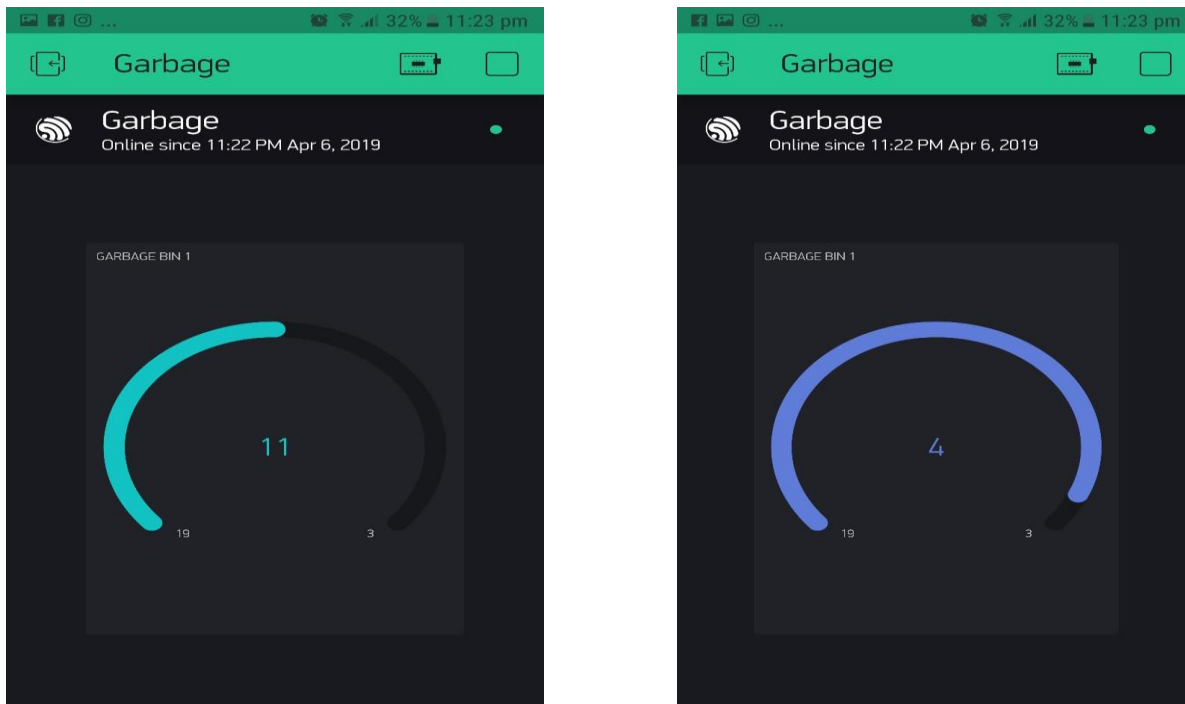 ... 32% 11:23 pm
Garbage
Garbage
Online since 11:22 PM Apr 6, 2019
GARBAGE BIN 1
11
19 3
... 32% 11:23 pm
Garbage
Garbage
Online since 11:22 PM Apr 6, 2019
GARBAGE BIN 1
4
19 3